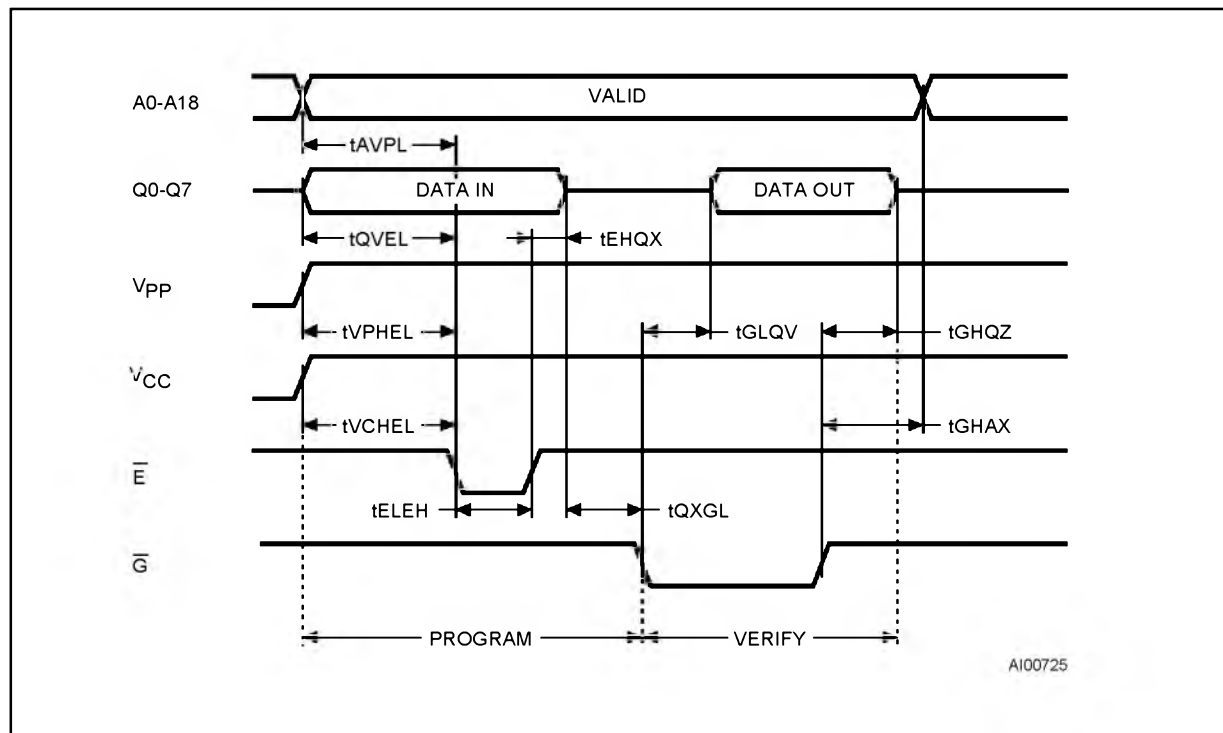 A0-A18
VALID
tAVPL
Q0-Q7
DATA IN
DATA OUT
tQVEL
tEHQX
VPP
tVPHEL
tGLQV
tGHQZ
VCC
tVCHEL
tGHAX
E̅
tELEH
tQXGL
G̅
PROGRAM
VERIFY
AI00725